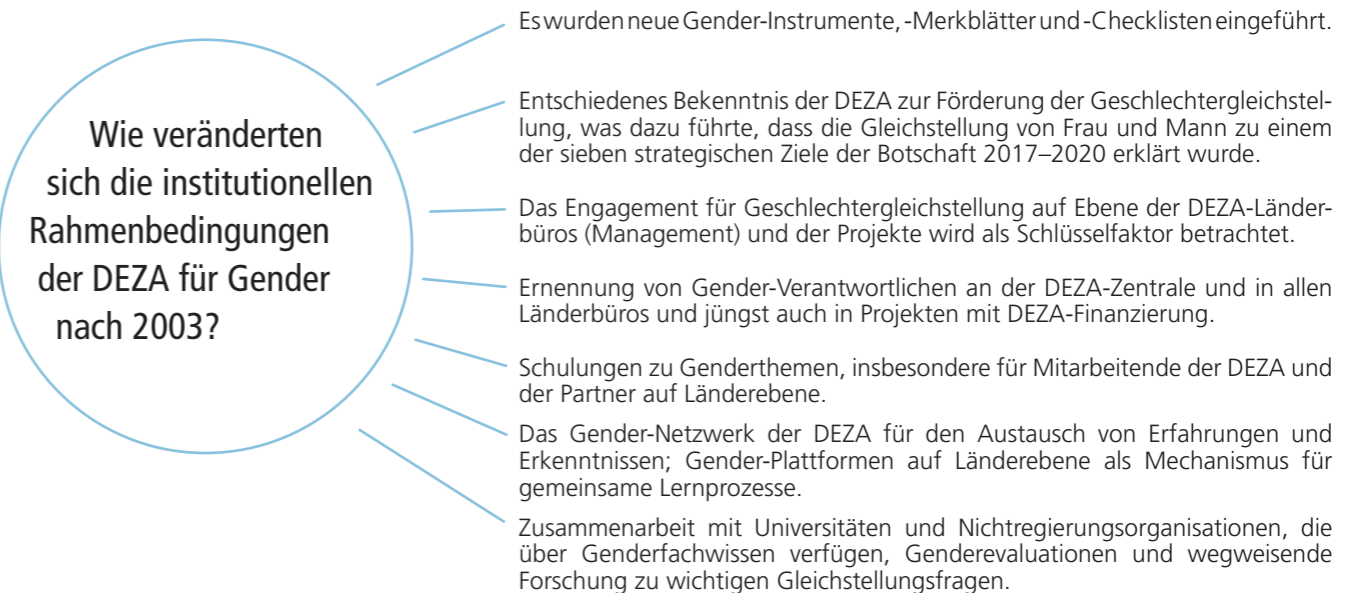 Wie veränderten
sich die institutionellen
Rahmenbedingungen
der DEZA für Gender
nach 2003?
Es wurden neue Gender-Instrumente, -Merkblätter und -Checklisten eingeführt.
Entschiedenes Bekenntnis der DEZA zur Förderung der Geschlechtergleichstel-
lung, was dazu führte, dass die Gleichstellung von Frau und Mann zu einem
der sieben strategischen Ziele der Botschaft 2017–2020 erklärt wurde.
Das Engagement für Geschlechtergleichstellung auf Ebene der DEZA-Länder-
büros (Management) und der Projekte wird als Schlüsselfaktor betrachtet.
Ernennung von Gender-Verantwortlichen an der DEZA-Zentrale und in allen
Länderbüros und jüngst auch in Projekten mit DEZA-Finanzierung.
Schulungen zu Genderthemen, insbesondere für Mitarbeitende der DEZA und
der Partner auf Länderebene.
Das Gender-Netzwerk der DEZA für den Austausch von Erfahrungen und
Erkenntnissen; Gender-Plattformen auf Länderebene als Mechanismus für
gemeinsame Lernprozesse.
Zusammenarbeit mit Universitäten und Nichtregierungsorganisationen, die
über Genderfachwissen verfügen, Genderevaluationen und wegweisende
Forschung zu wichtigen Gleichstellungsfragen.